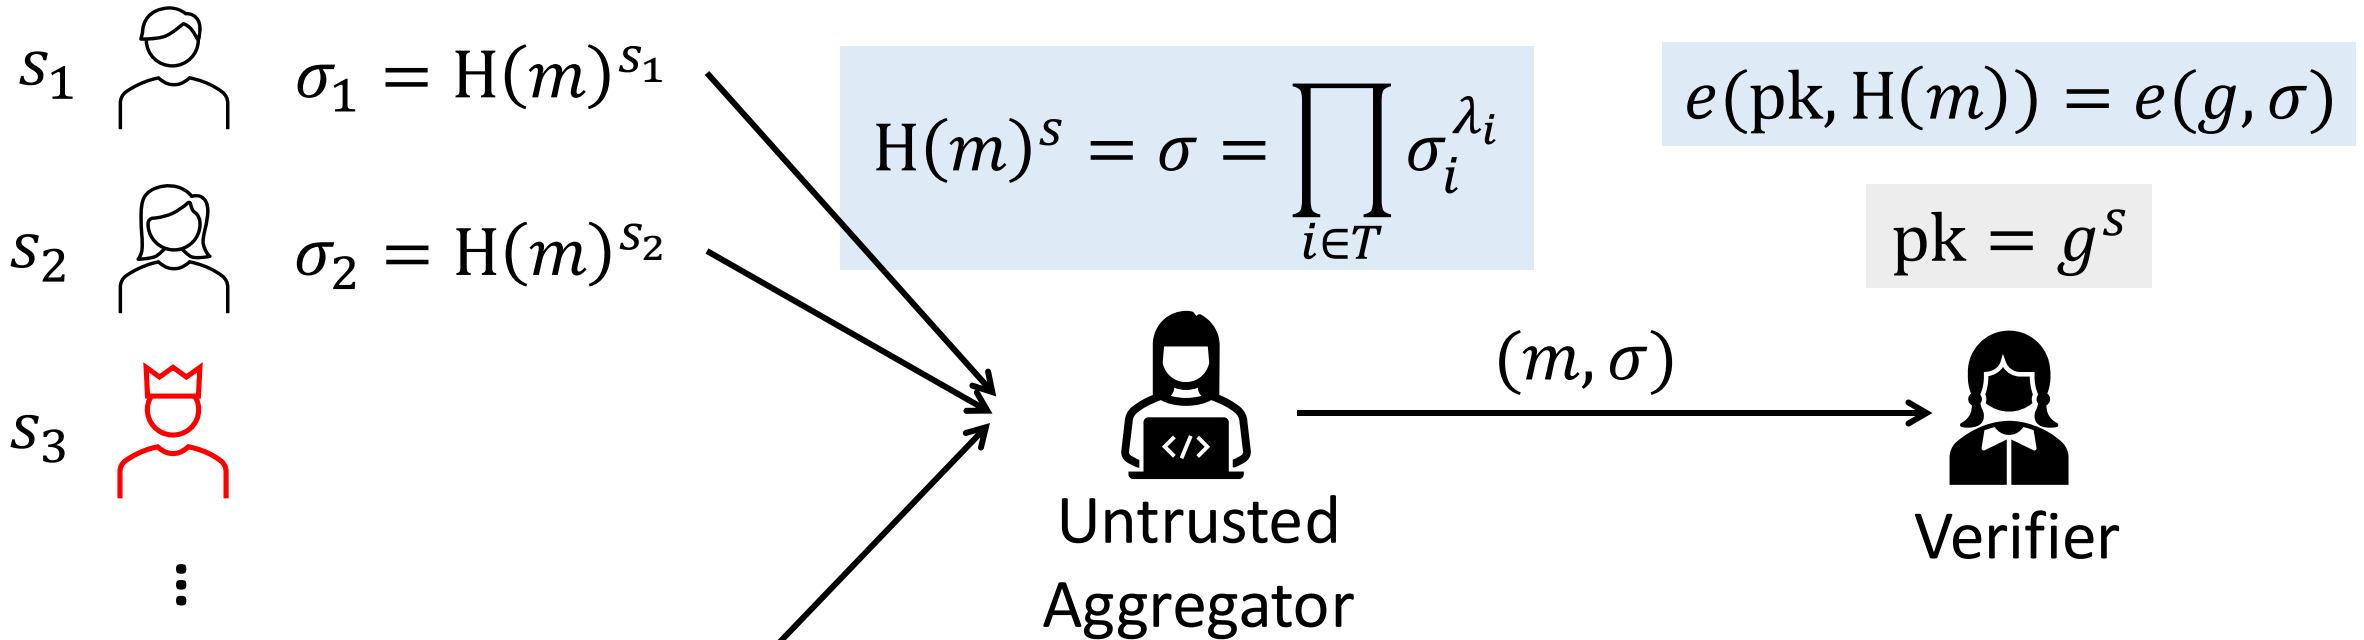 s₁ σ₁ = H(m)^{s₁}
H(m)^s = σ = ∏_{i∈T} σ_i^{λ_i}
e(pk, H(m)) = e(g, σ)
s₂ σ₂ = H(m)^{s₂}
pk = g^s
s₃
(m, σ)
⋮
</>
Untrusted
Aggregator
Verifier